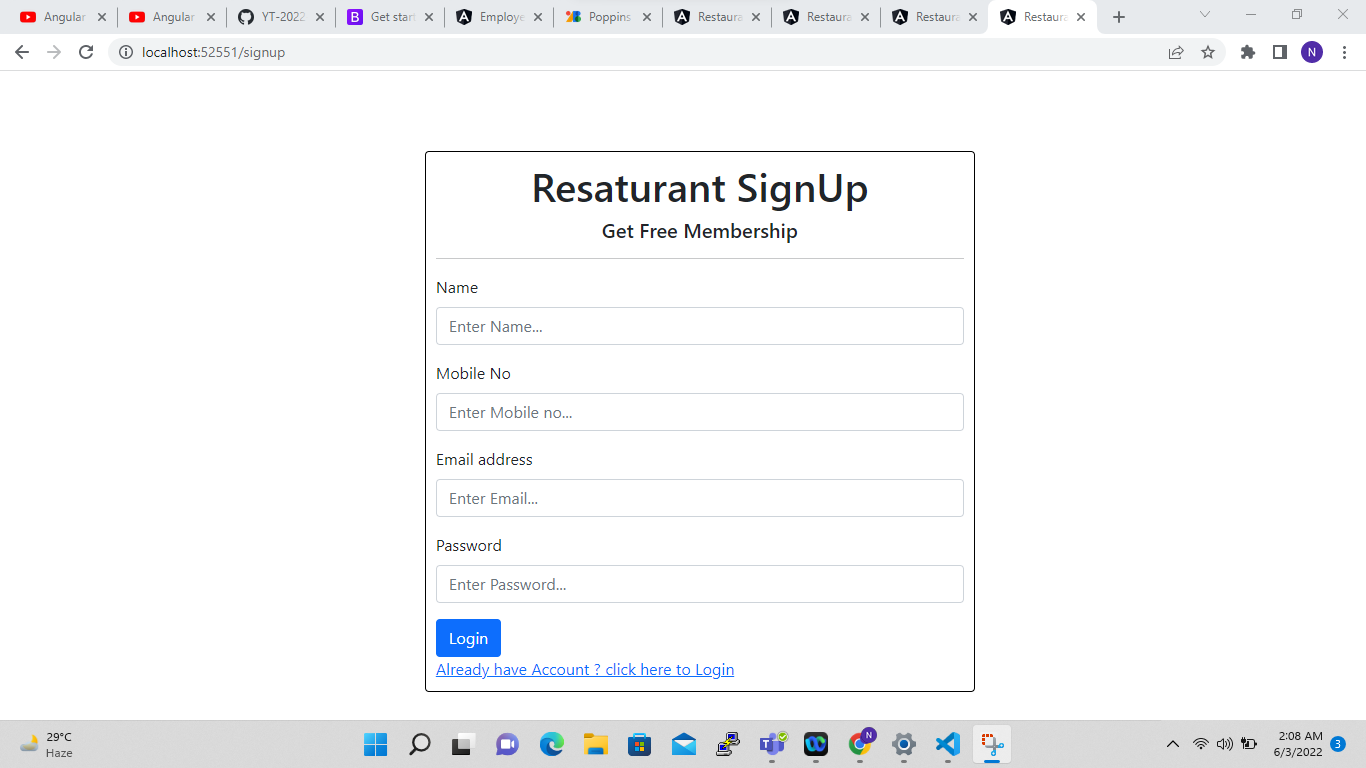 Angular
Angular
YT-2022
Get star
Employe
Poppins
Restaura
Restaura
Restaura
Restaura
localhost:52551/signup
N
Resaturant SignUp
Get Free Membership
Name
Enter Name...
Mobile No
Enter Mobile no...
Email address
Enter Email...
Password
Enter Password...
Login
Already have Account ? click here to Login
29°C
Haze
N
2:08 AM
6/3/2022
3